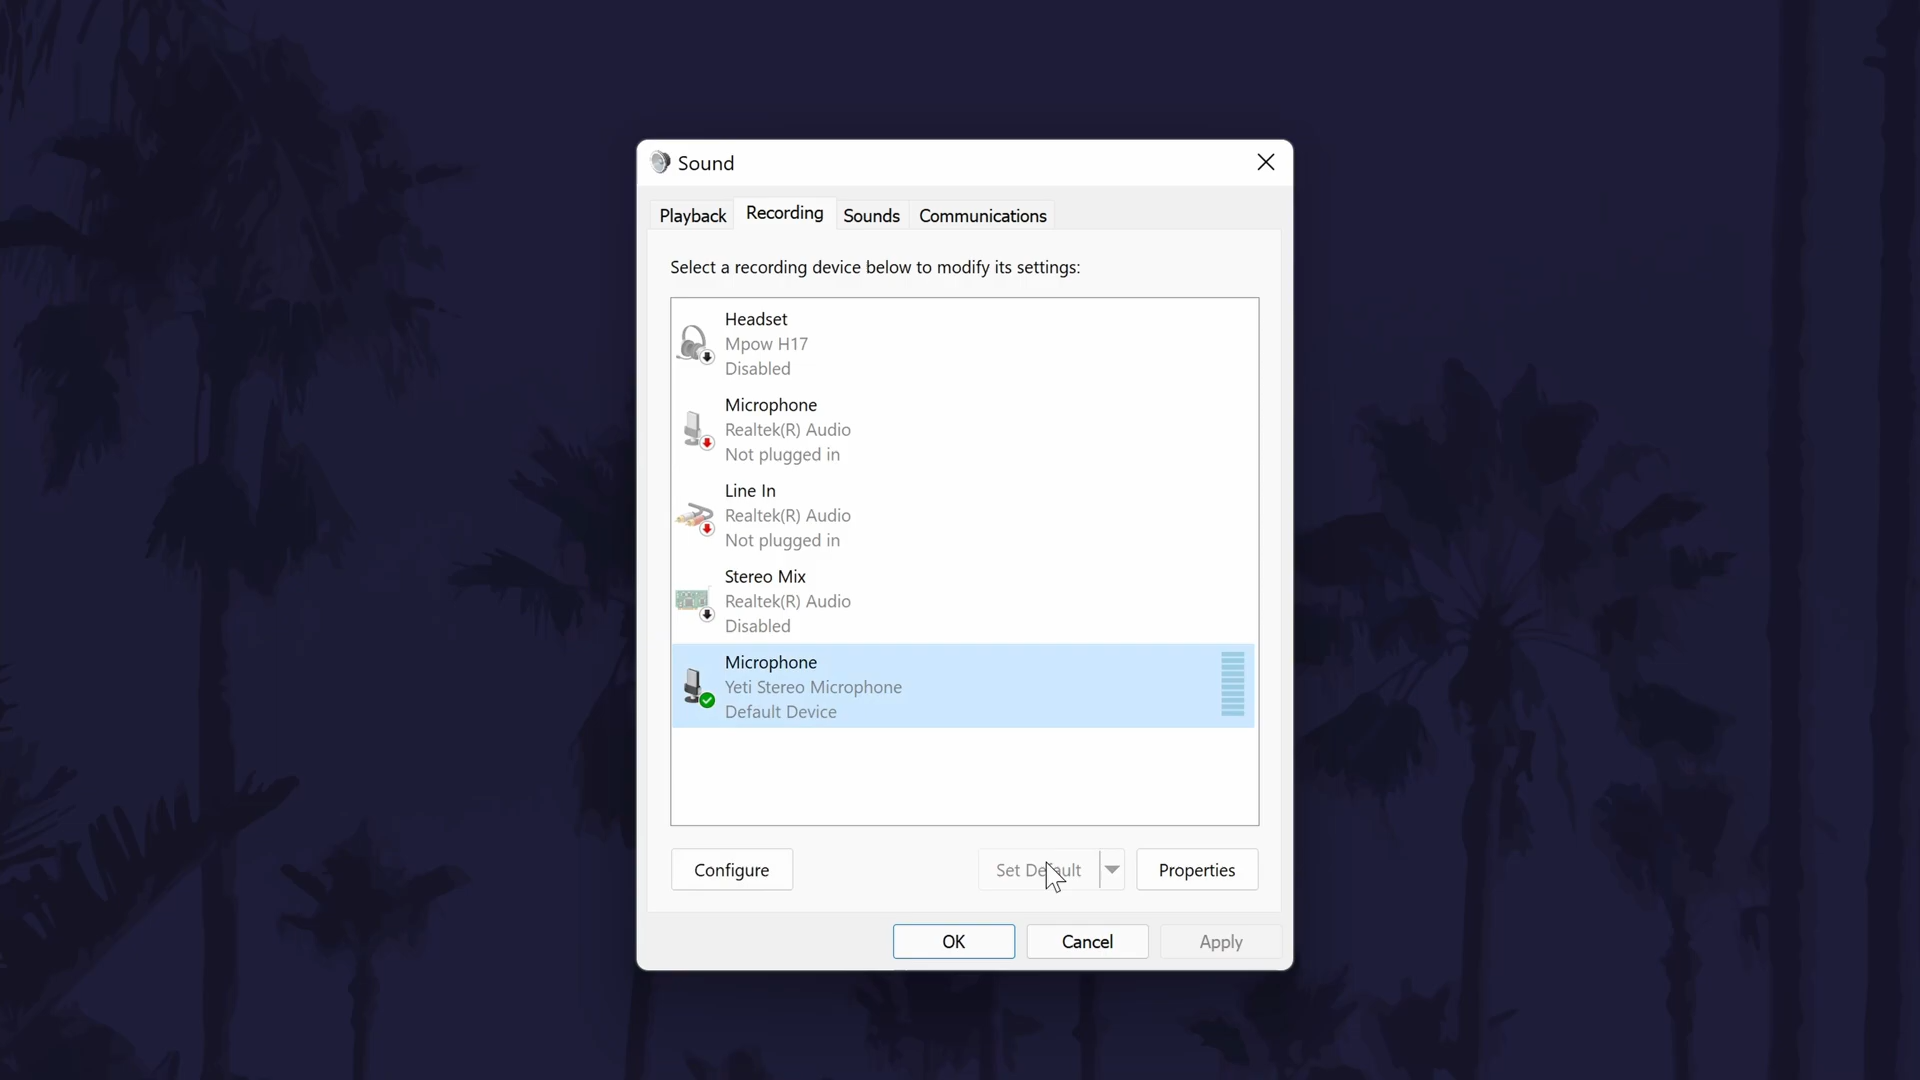 Sound
Playback Recording Sounds Communications
Select a recording device below to modify its settings:
Headset
Mpow H17
Disabled
Microphone
Realtek(R) Audio
Not plugged in
Line In
Realtek(R) Audio
Not plugged in
Stereo Mix
Realtek(R) Audio
Disabled
Microphone
Yeti Stereo Microphone
Default Device
Configure Set Default Properties
OK Cancel Apply